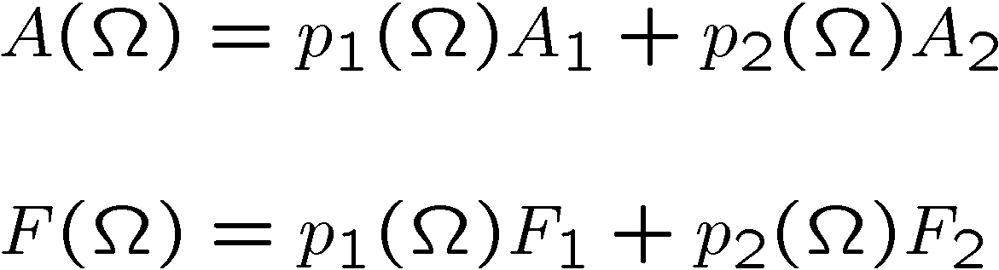 A(Ω) = p₁(Ω)A₁ + p₂(Ω)A₂
F(Ω) = p₁(Ω)F₁ + p₂(Ω)F₂